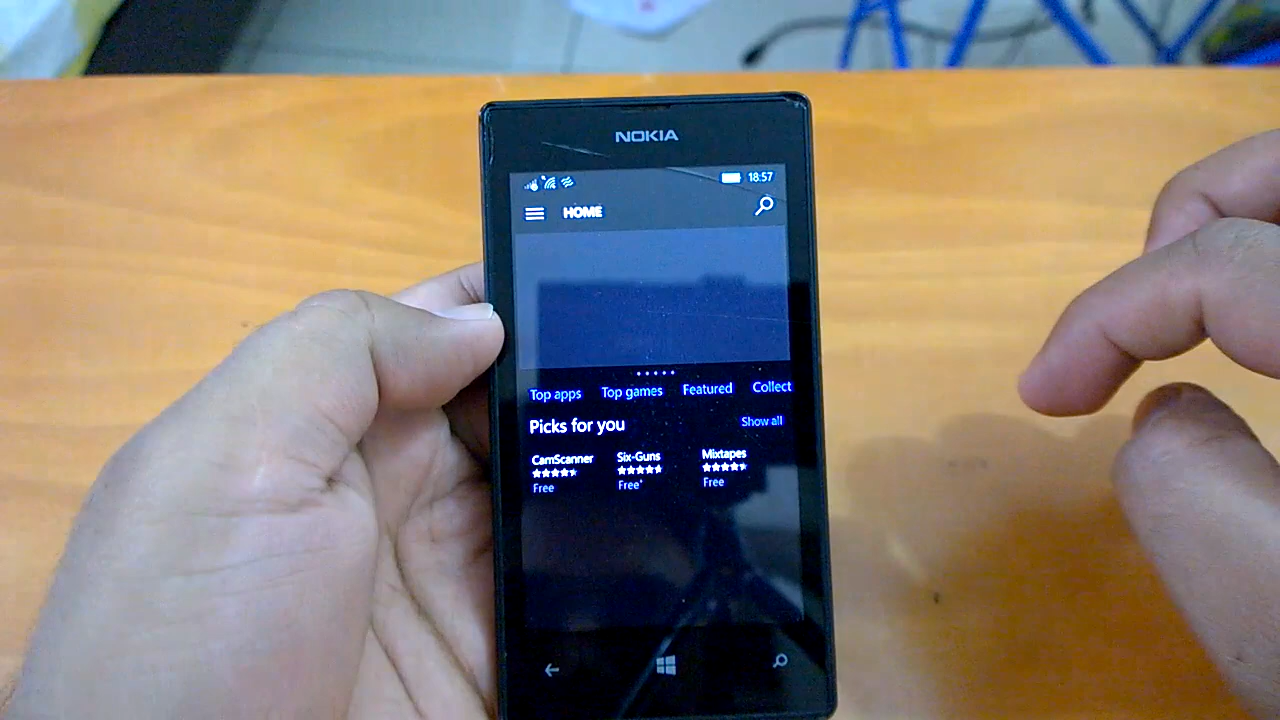 NOKIA
18:57
HOME
Top apps Top games Featured Collect
Picks for you Show all
CamScanner Six-Guns Mixtapes
Free Free* Free